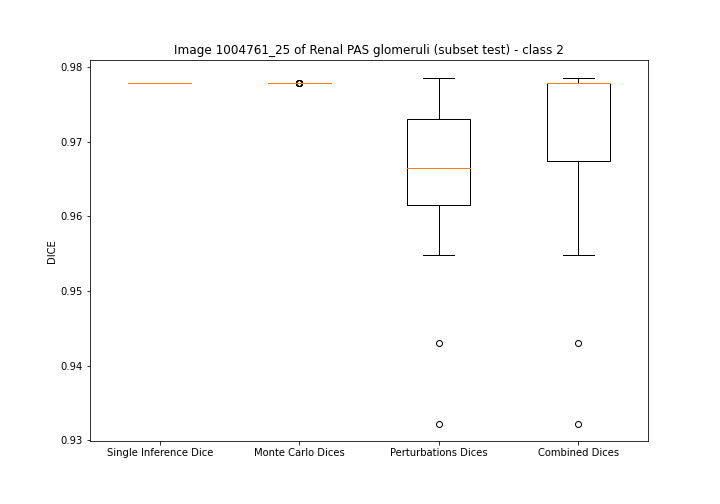 Image 1004761_25 of Renal PAS glomeruli (subset test) - class 2
0.98
0.97
0.96
0.95
0.94
0.93
DICE
Single Inference Dice
Monte Carlo Dices
Perturbations Dices
Combined Dices